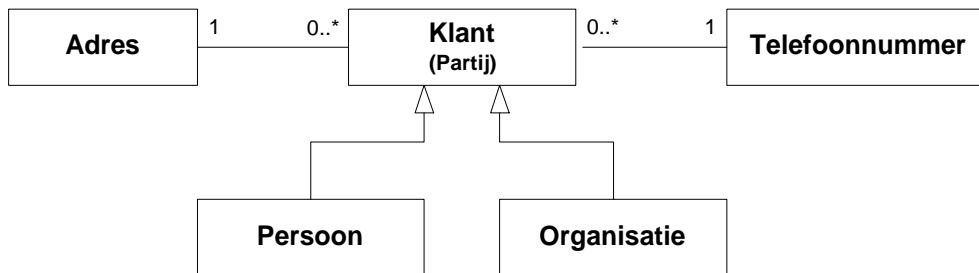 1 0..* 0..* 1
Adres Klant Telefoonnummer
(Partij)
Persoon Organisatie